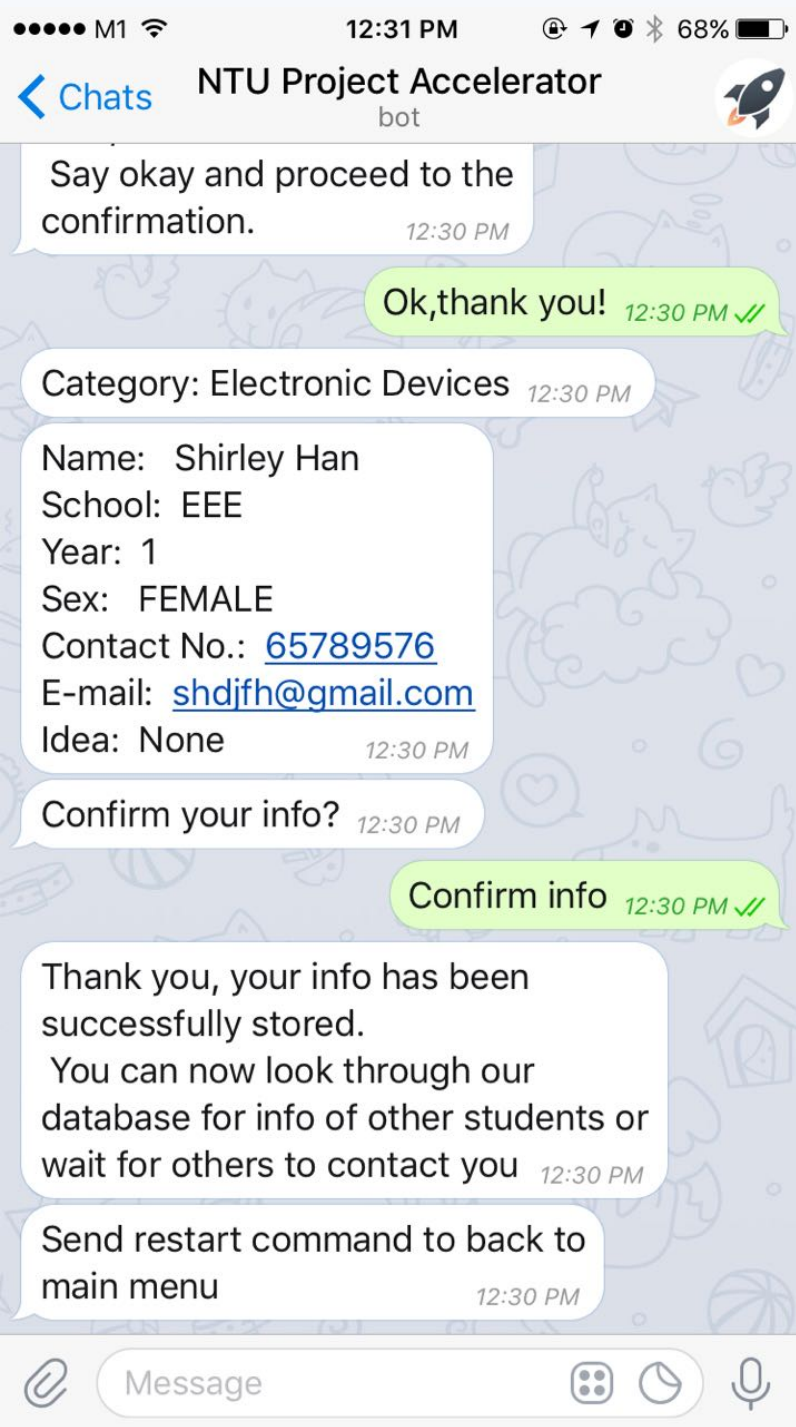 M1 12:31 PM 68%
Chats NTU Project Accelerator
bot
Say okay and proceed to the
confirmation. 12:30 PM
Ok,thank you! 12:30 PM
Category: Electronic Devices 12:30 PM
Name: Shirley Han
School: EEE
Year: 1
Sex: FEMALE
Contact No.: 65789576
E-mail: shdjfh@gmail.com
Idea: None 12:30 PM
Confirm your info? 12:30 PM
Confirm info 12:30 PM
Thank you, your info has been
successfully stored.
You can now look through our
database for info of other students or
wait for others to contact you 12:30 PM
Send restart command to back to
main menu 12:30 PM
Message